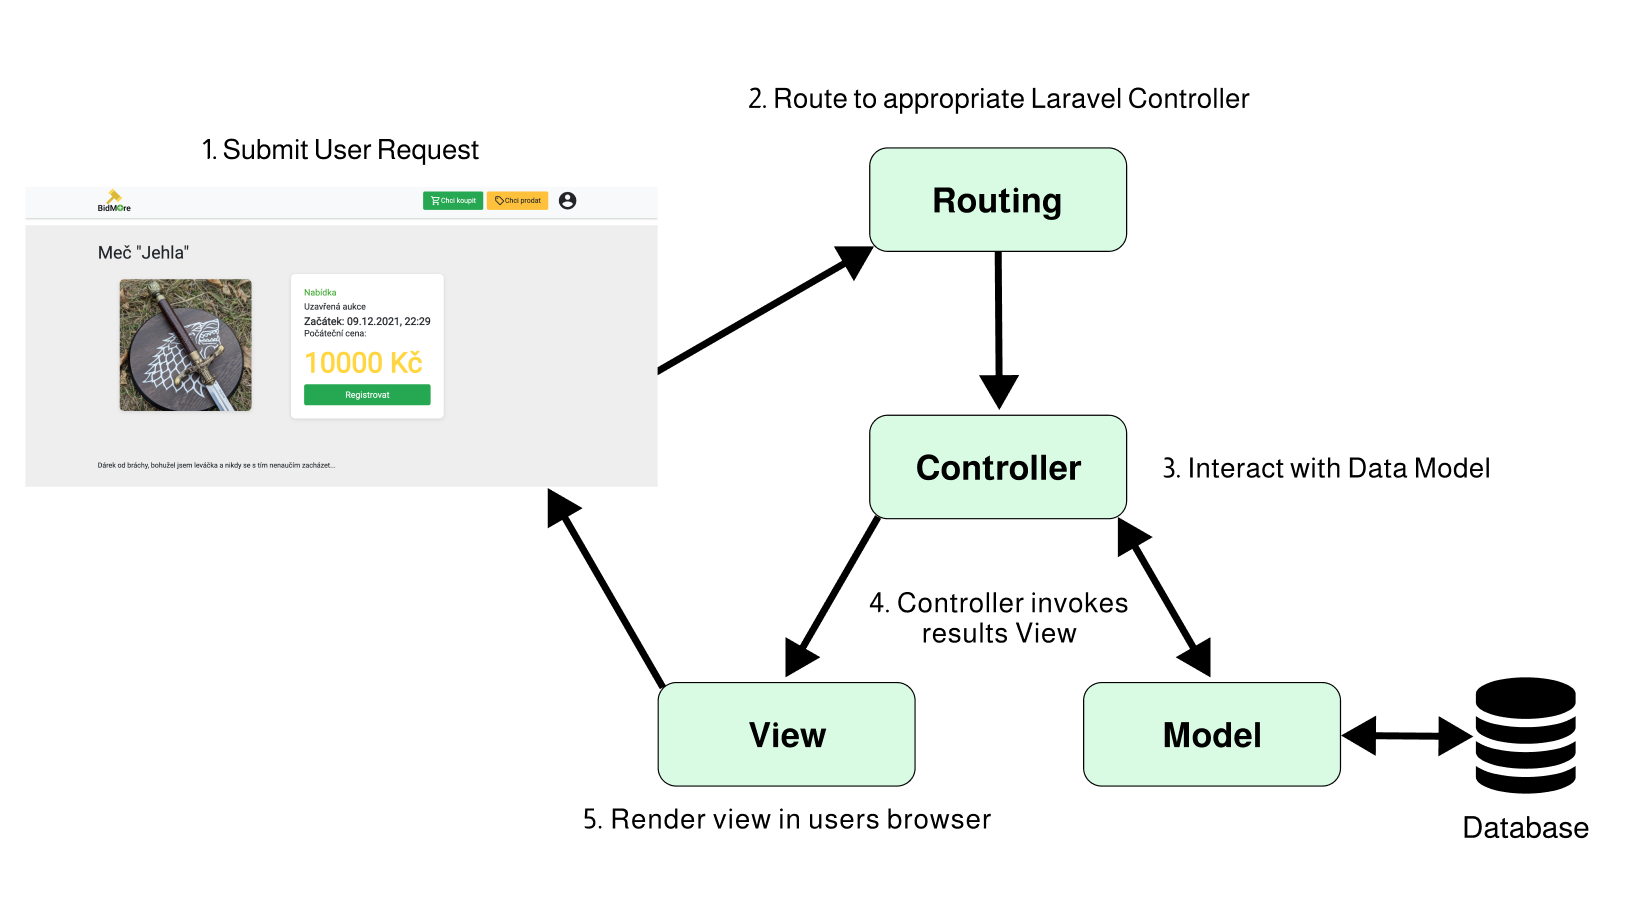 2. Route to appropriate Laravel Controller
1. Submit User Request
Routing
BidMOre
Chci koupit
Chci prodat
Meč "Jehla"
Nabídka
Uzavřená aukce
Začátek: 09.12.2021, 22:29
Počáteční cena:
10000 Kč
Registrovat
Dárek od bráchy, bohužel jsem leváčka a nikdy se s tím nenaučím zacházet...
Controller
3. Interact with Data Model
4. Controller invokes
results View
View
Model
5. Render view in users browser
Database